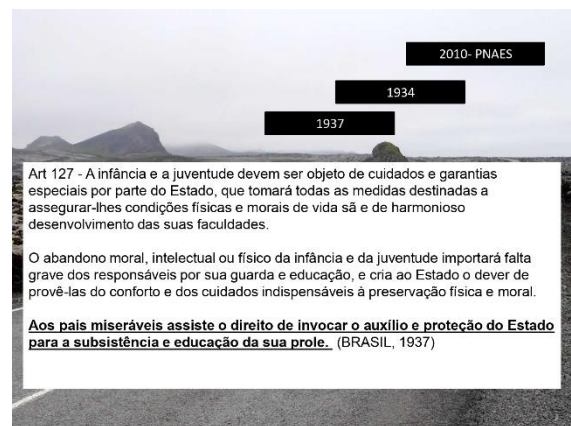 2010- PNAES
1934
1937
Art 127 - A infância e a juventude devem ser objeto de cuidados e garantias
especiais por parte do Estado, que tomará todas as medidas destinadas a
assegurar-lhes condições físicas e morais de vida sã e de harmonioso
desenvolvimento das suas faculdades.
O abandono moral, intelectual ou físico da infância e da juventude importará falta
grave dos responsáveis por sua guarda e educação, e cria ao Estado o dever de
provê-las do conforto e dos cuidados indispensáveis à preservação física e moral.
Aos pais miseráveis assiste o direito de invocar o auxílio e proteção do Estado
para a subsistência e educação da sua prole. (BRASIL, 1937)